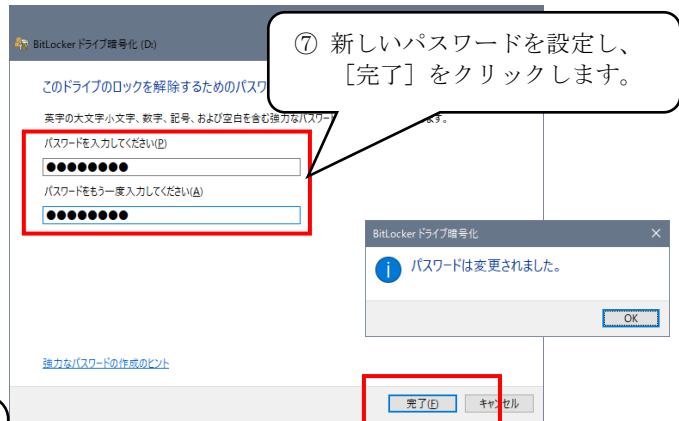 BitLocker ドライブ暗号化 (D:)
⑦ 新しいパスワードを設定し、
［完了］をクリックします。
このドライブのロックを解除するためのパスワ
英字の大文字小文字、数字、記号、および空白を含む強力なパスワード
ます。
パスワードを入力してください(P)
●●●●●●●●
パスワードをもう一度入力してください(A)
●●●●●●●●
BitLocker ドライブ暗号化
パスワードは変更されました。
OK
強力なパスワードの作成のヒント
完了(F) キャンセル